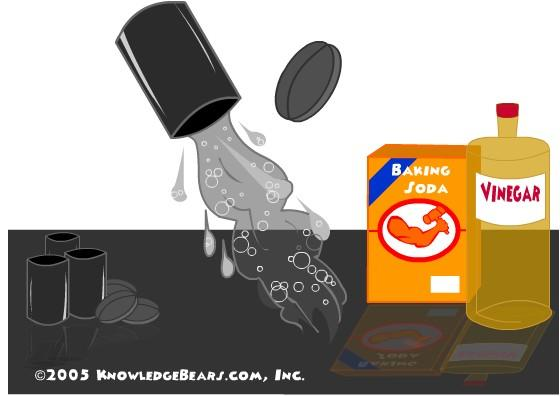 BAKING
SODA
VINEGAR
©2005 KNOWLEDGEBEARS.COM, INC.